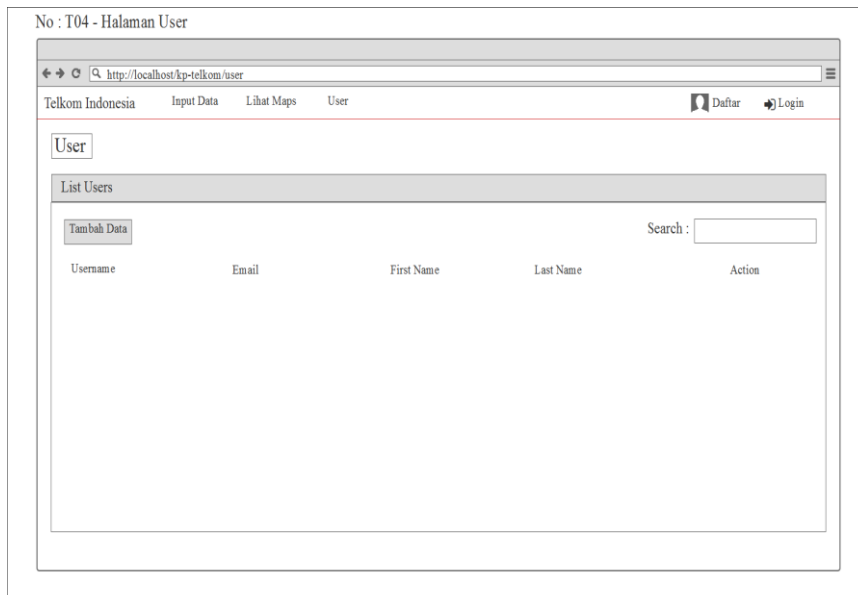 No : T04 - Halaman User
http://localhost/kp-telkom/user
Telkom Indonesia Input Data Lihat Maps User Daftar Login
User
List Users
Tambah Data Search :
Username Email First Name Last Name Action